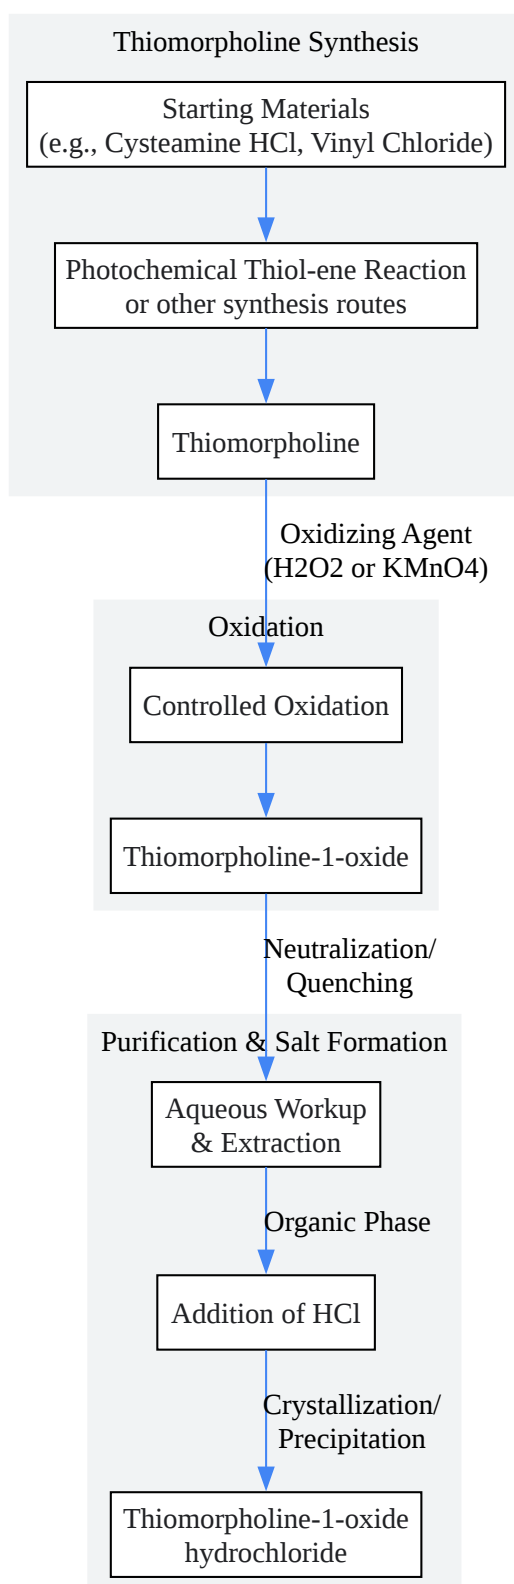 Thiomorpholine Synthesis
Starting Materials
(e.g., Cysteamine HCl, Vinyl Chloride)
Photochemical Thiol-ene Reaction
or other synthesis routes
Thiomorpholine
Oxidizing Agent
(H2O2 or KMnO4)
Oxidation
Controlled Oxidation
Thiomorpholine-1-oxide
Neutralization/
Quenching
Purification & Salt Formation
Aqueous Workup
& Extraction
Organic Phase
Addition of HCl
Crystallization/
Precipitation
Thiomorpholine-1-oxide
hydrochloride